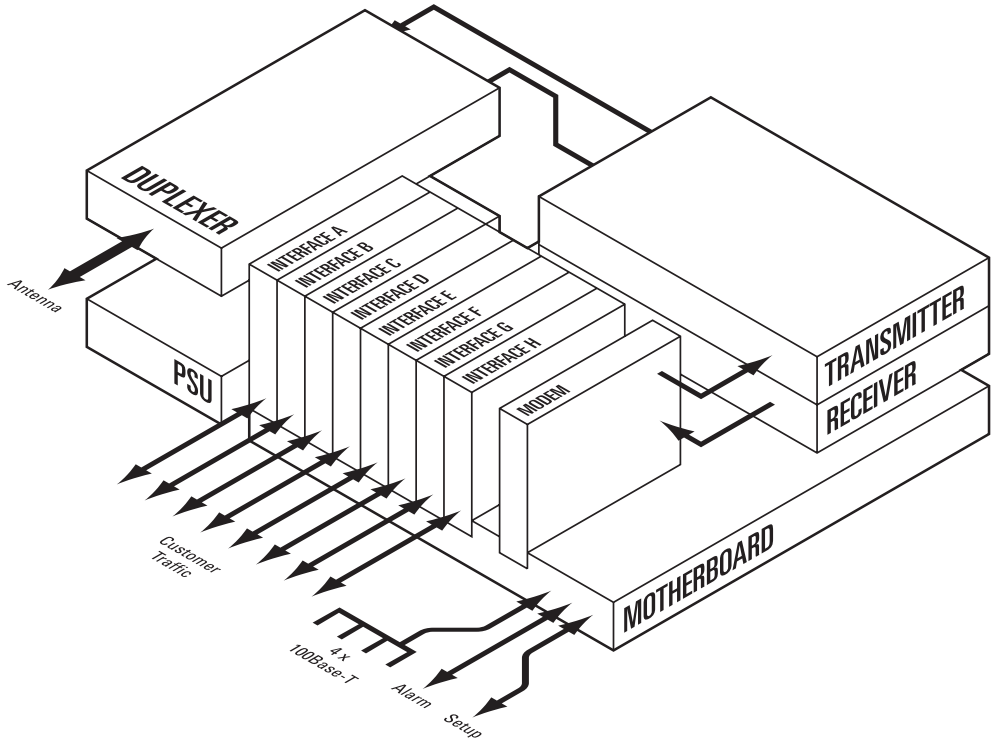 DUPLEXER
Antenna
PSU
INTERFACE A
INTERFACE B
INTERFACE C
INTERFACE D
INTERFACE E
INTERFACE F
INTERFACE G
INTERFACE H
MODEM
TRANSMITTER
RECEIVER
MOTHERBOARD
Customer
Traffic
4 x
100Base-T
Alarm
Setup